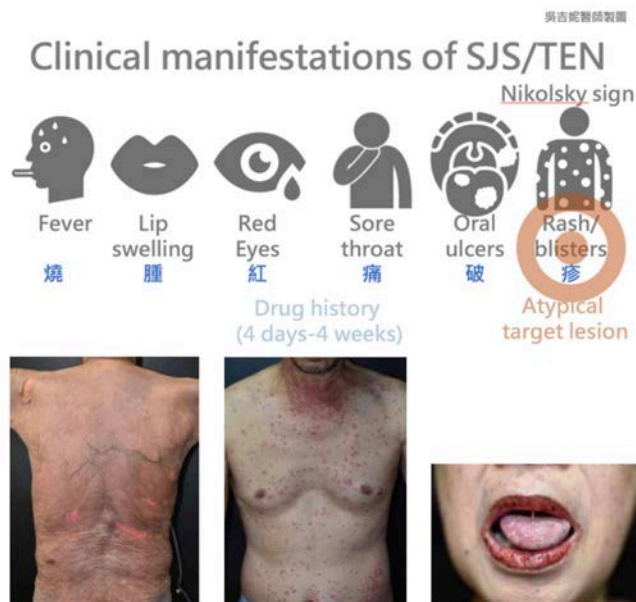 吳吉妮醫師製圖
Clinical manifestations of SJS/TEN
Nikolsky sign
Fever
Lip
swelling
Red
Eyes
Sore
throat
Oral
ulcers
Rash/
blisters
燒
腫
紅
痛
破
疹
Drug history
(4 days-4 weeks)
Atypical
target lesion